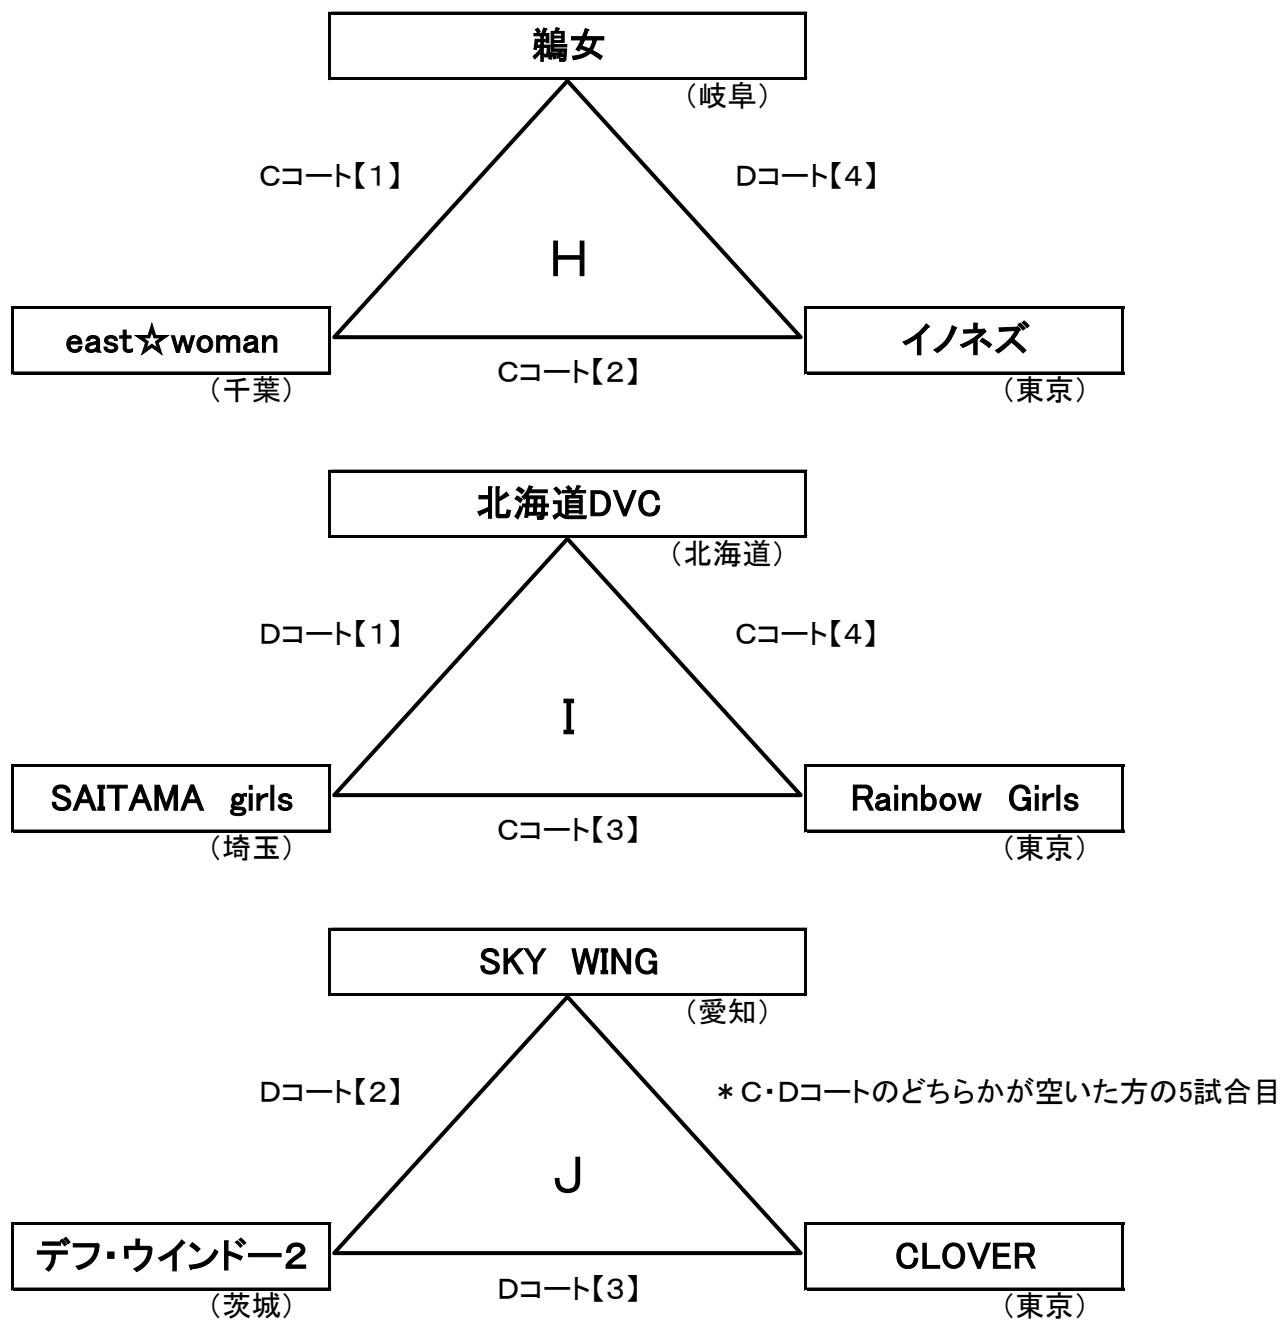 鵜女
（岐阜）
Cコート【1】
Dコート【4】
H
east☆woman
イノネズ
（千葉）
Cコート【2】
（東京）
北海道DVC
（北海道）
Dコート【1】
Cコート【4】
I
SAITAMA　girls
Rainbow　Girls
（埼玉）
Cコート【3】
（東京）
SKY　WING
（愛知）
Dコート【2】
＊C・Dコートのどちらかが空いた方の5試合目
J
デフ・ウインドー2
CLOVER
（茨城）
Dコート【3】
（東京）